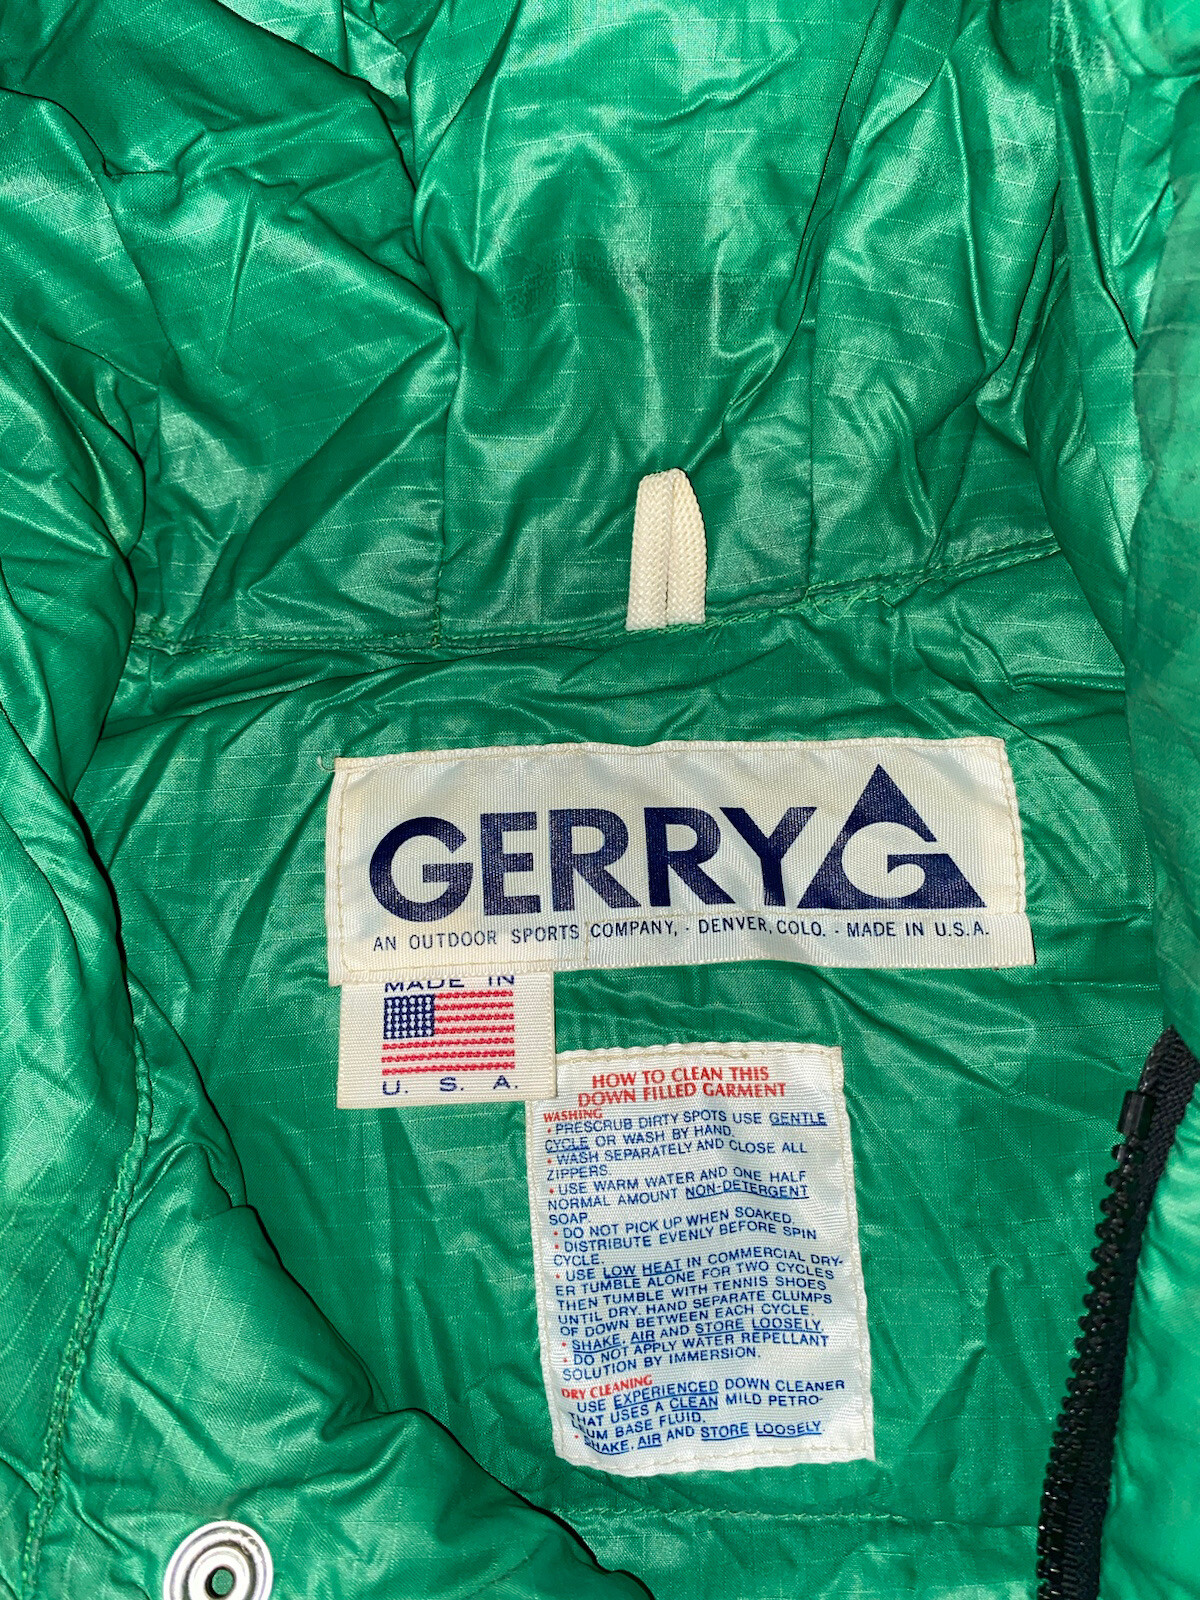 GERRY G
AN OUTDOOR SPORTS COMPANY, · DENVER, COLO. · MADE IN U.S.A.
MADE IN
U. S. A.
HOW TO CLEAN THIS
DOWN FILLED GARMENT
WASHING
• PRESCRUB DIRTY SPOTS USE GENTLE
CYCLE OR WASH BY HAND.
• WASH SEPARATELY AND CLOSE ALL
ZIPPERS
• USE WARM WATER AND ONE HALF
NORMAL AMOUNT NON-DETERGENT
SOAP.
• DO NOT PICK UP WHEN SOAKED.
• DISTRIBUTE EVENLY BEFORE SPIN
CYCLE.
• USE LOW HEAT IN COMMERCIAL DRY-
ER TUMBLE ALONE FOR TWO CYCLES
THEN TUMBLE WITH TENNIS SHOES
UNTIL DRY. HAND SEPARATE CLUMPS
OF DOWN BETWEEN EACH CYCLE.
• SHAKE, AIR AND STORE LOOSELY.
• DO NOT APPLY WATER REPELLANT
SOLUTION BY IMMERSION.
DRY CLEANING
USE EXPERIENCED DOWN CLEANER
THAT USES A CLEAN MILD PETRO-
UM BASE FLUID.
• SHAKE, AIR AND STORE LOOSELY.